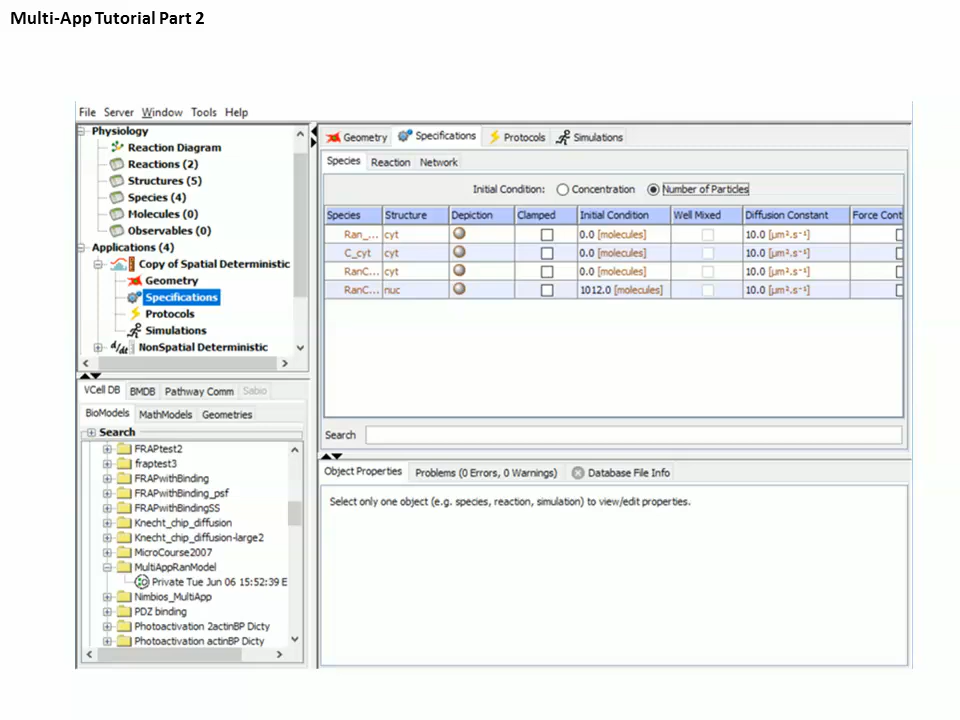 Multi-App Tutorial Part 2
File Server Window Tools Help
Physiology
Reaction Diagram
Reactions (2)
Structures (5)
Species (4)
Molecules (0)
Observables (0)
Applications (4)
Copy of Spatial Deterministic
Geometry
Specifications
Protocols
Simulations
d/dt NonSpatial Deterministic
Geometry Specifications Protocols Simulations
Species Reaction Network
Initial Condition: Concentration Number of Particles
Species Structure Depiction Clamped Initial Condition Well Mixed Diffusion Constant Force Cont
Ran_... cyt 0.0 [molecules] 10.0 [µm².s⁻¹]
C_cyt cyt 0.0 [molecules] 10.0 [µm².s⁻¹]
RanC... cyt 0.0 [molecules] 10.0 [µm².s⁻¹]
RanC... nuc 1012.0 [molecules] 10.0 [µm².s⁻¹]
Search
VCell DB BMDB Pathway Comm Sabio
BioModels MathModels Geometries
Search
FRAPtest2
fraptest3
FRAPwithBinding
FRAPwithBinding_psf
FRAPwithBindingSS
Knecht_chip_diffusion
Knecht_chip_diffusion-large2
MicroCourse2007
MultiAppRanModel
Private Tue Jun 06 15:52:39 E
Nimbios_MultiApp
PDZ binding
Photoactivation 2actinBP Dicty
Photoactivation actinBP Dicty
Object Properties Problems (0 Errors, 0 Warnings) Database File Info
Select only one object (e.g. species, reaction, simulation) to view/edit properties.